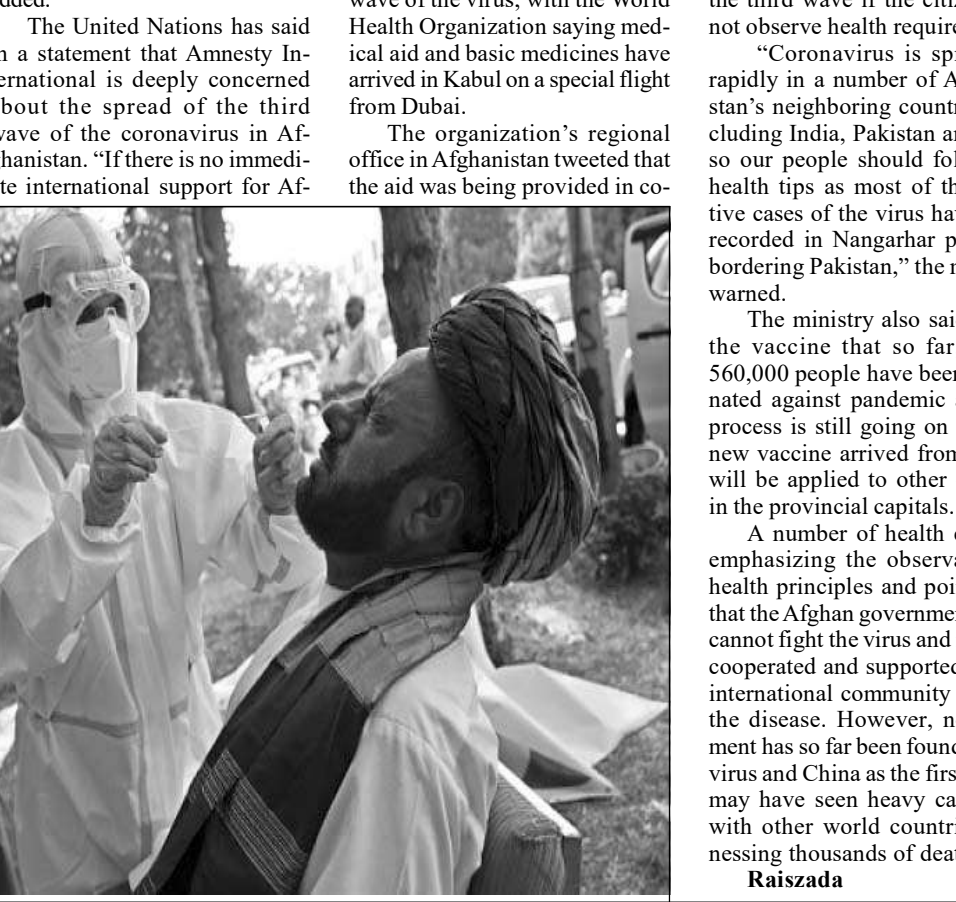 dded.
The United Nations has said
n a statement that Amnesty In-
ernational is deeply concerned
bout the spread of the third
wave of the coronavirus in Af-
hanistan. “If there is no immedi-
te international support for Af-
wave of the virus, with the World
Health Organization saying med-
ical aid and basic medicines have
arrived in Kabul on a special flight
from Dubai.
The organization’s regional
office in Afghanistan tweeted that
the aid was being provided in co-
the third wave if the citiz
not observe health require
“Coronavirus is spr
rapidly in a number of A
stan’s neighboring countr
cluding India, Pakistan an
so our people should fol
health tips as most of th
tive cases of the virus hav
recorded in Nangarhar p
bordering Pakistan,” the m
warned.
The ministry also said
the vaccine that so far
560,000 people have been
nated against pandemic a
process is still going on
new vaccine arrived from
will be applied to other
in the provincial capitals.
A number of health e
emphasizing the observa
health principles and poi
that the Afghan governmen
cannot fight the virus and
cooperated and supported
international community
the disease. However, n
ment has so far been found
virus and China as the first
may have seen heavy ca
with other world countri
nessing thousands of deat
Raiszada